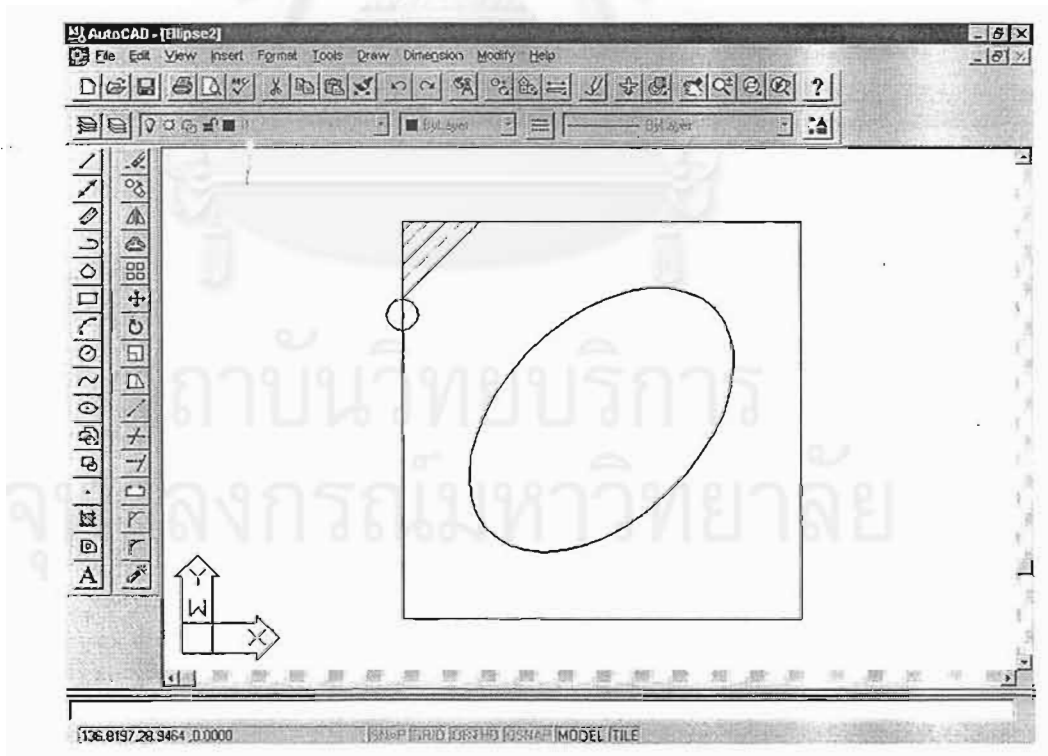 AutoCAD - [Ellipse2]
File Edit View Insert Format Tools Draw Dimension Modify Help
?
ByLayer ByLayer
A
Y
W
X
สถาบันวิทยบริการ
จุฬาลงกรณ์มหาวิทยาลัย
136.8197,28.9464 ,0.0000 SNAP GRID ORTHO OSNAP MODEL TILE